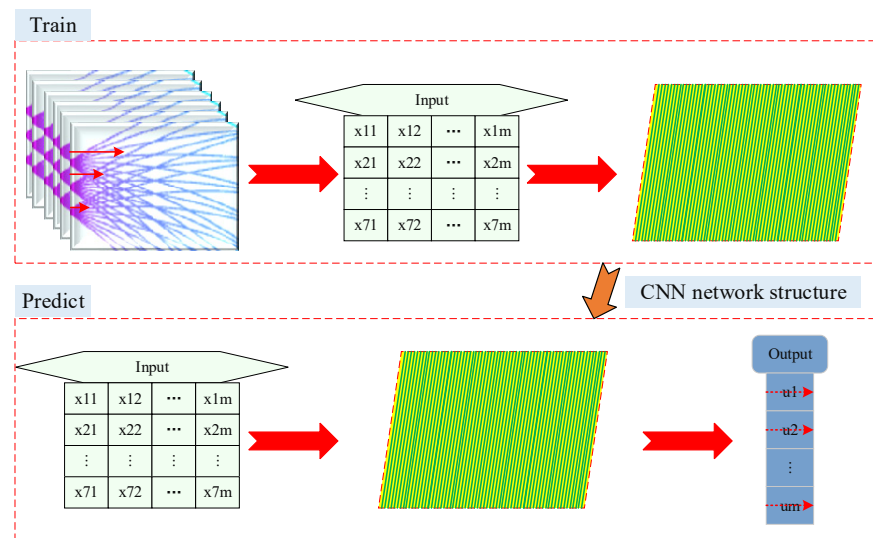 Train
Input
x11 x12 ··· x1m
x21 x22 ··· x2m
⋮ ⋮ ⋮ ⋮
x71 x72 ··· x7m
CNN network structure
Predict
Input
x11 x12 ··· x1m
x21 x22 ··· x2m
⋮ ⋮ ⋮ ⋮
x71 x72 ··· x7m
Output
u1
u2
⋮
um